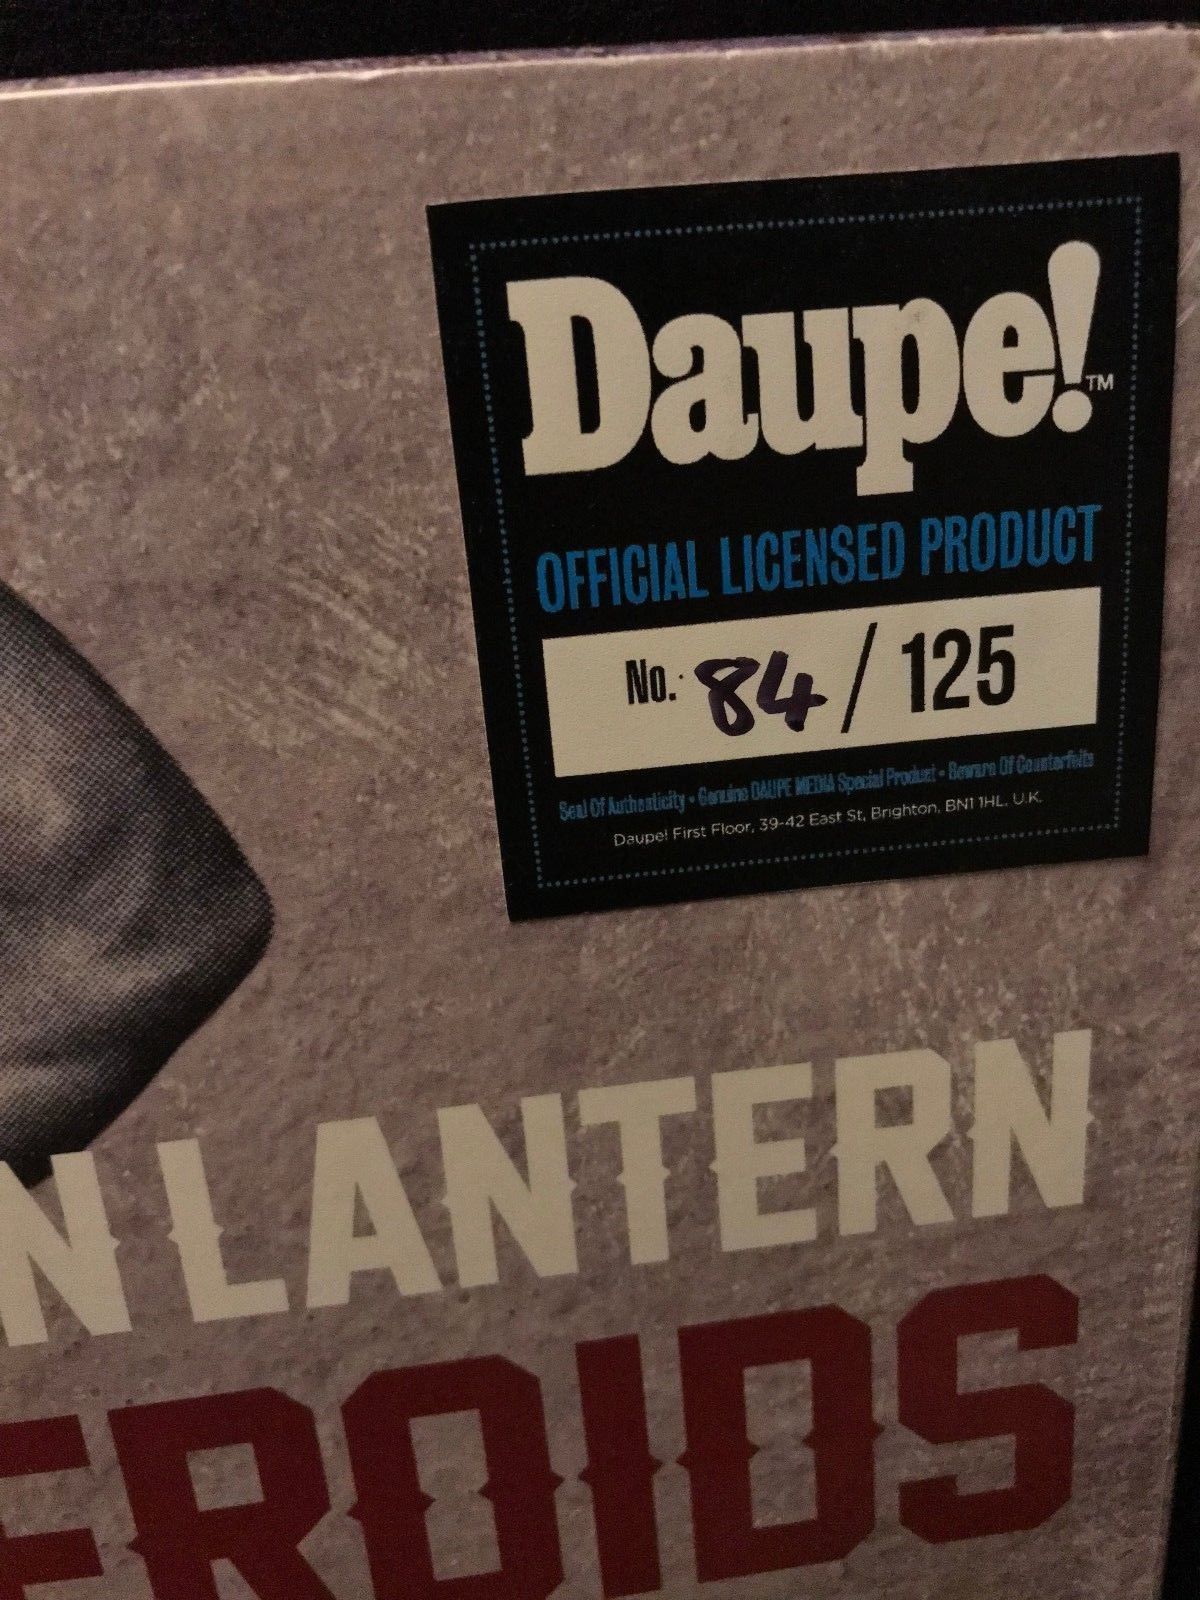 Daupe!™
OFFICIAL LICENSED PRODUCT
No. 84 / 125
Seal Of Authenticity • Genuine DAUPE MEDIA Special Product • Beware Of Counterfeits
Daupe! First Floor, 39-42 East St, Brighton, BN1 1HL. U.K.
N LANTERN
EROIDS